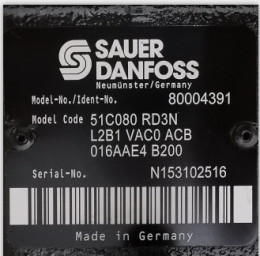 SAUER
DANFOSS
Neumünster/Germany
Model-No./Ident-No. 80004391
Model Code 51C080 RD3N
L2B1 VAC0 ACB
016AAE4 B200
Serial-No. N153102516
Made in Germany